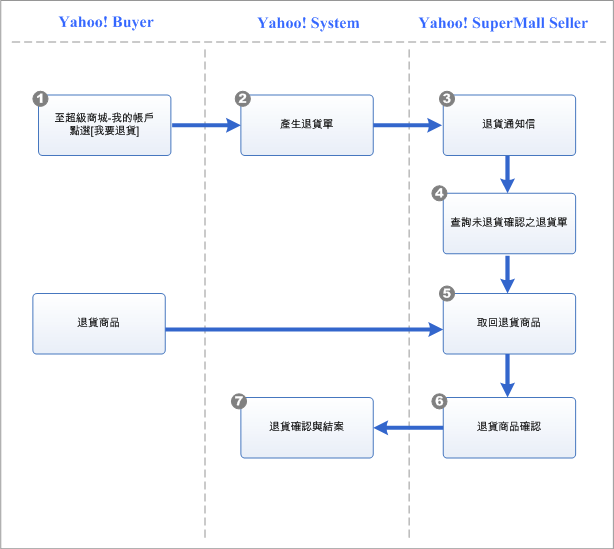 Yahoo! Buyer
Yahoo! System
Yahoo! SuperMall Seller
1
至超級商城-我的帳戶
點選[我要退貨]
2
產生退貨單
3
退貨通知信
4
查詢未退貨確認之退貨單
退貨商品
5
取回退貨商品
7
退貨確認與結案
6
退貨商品確認